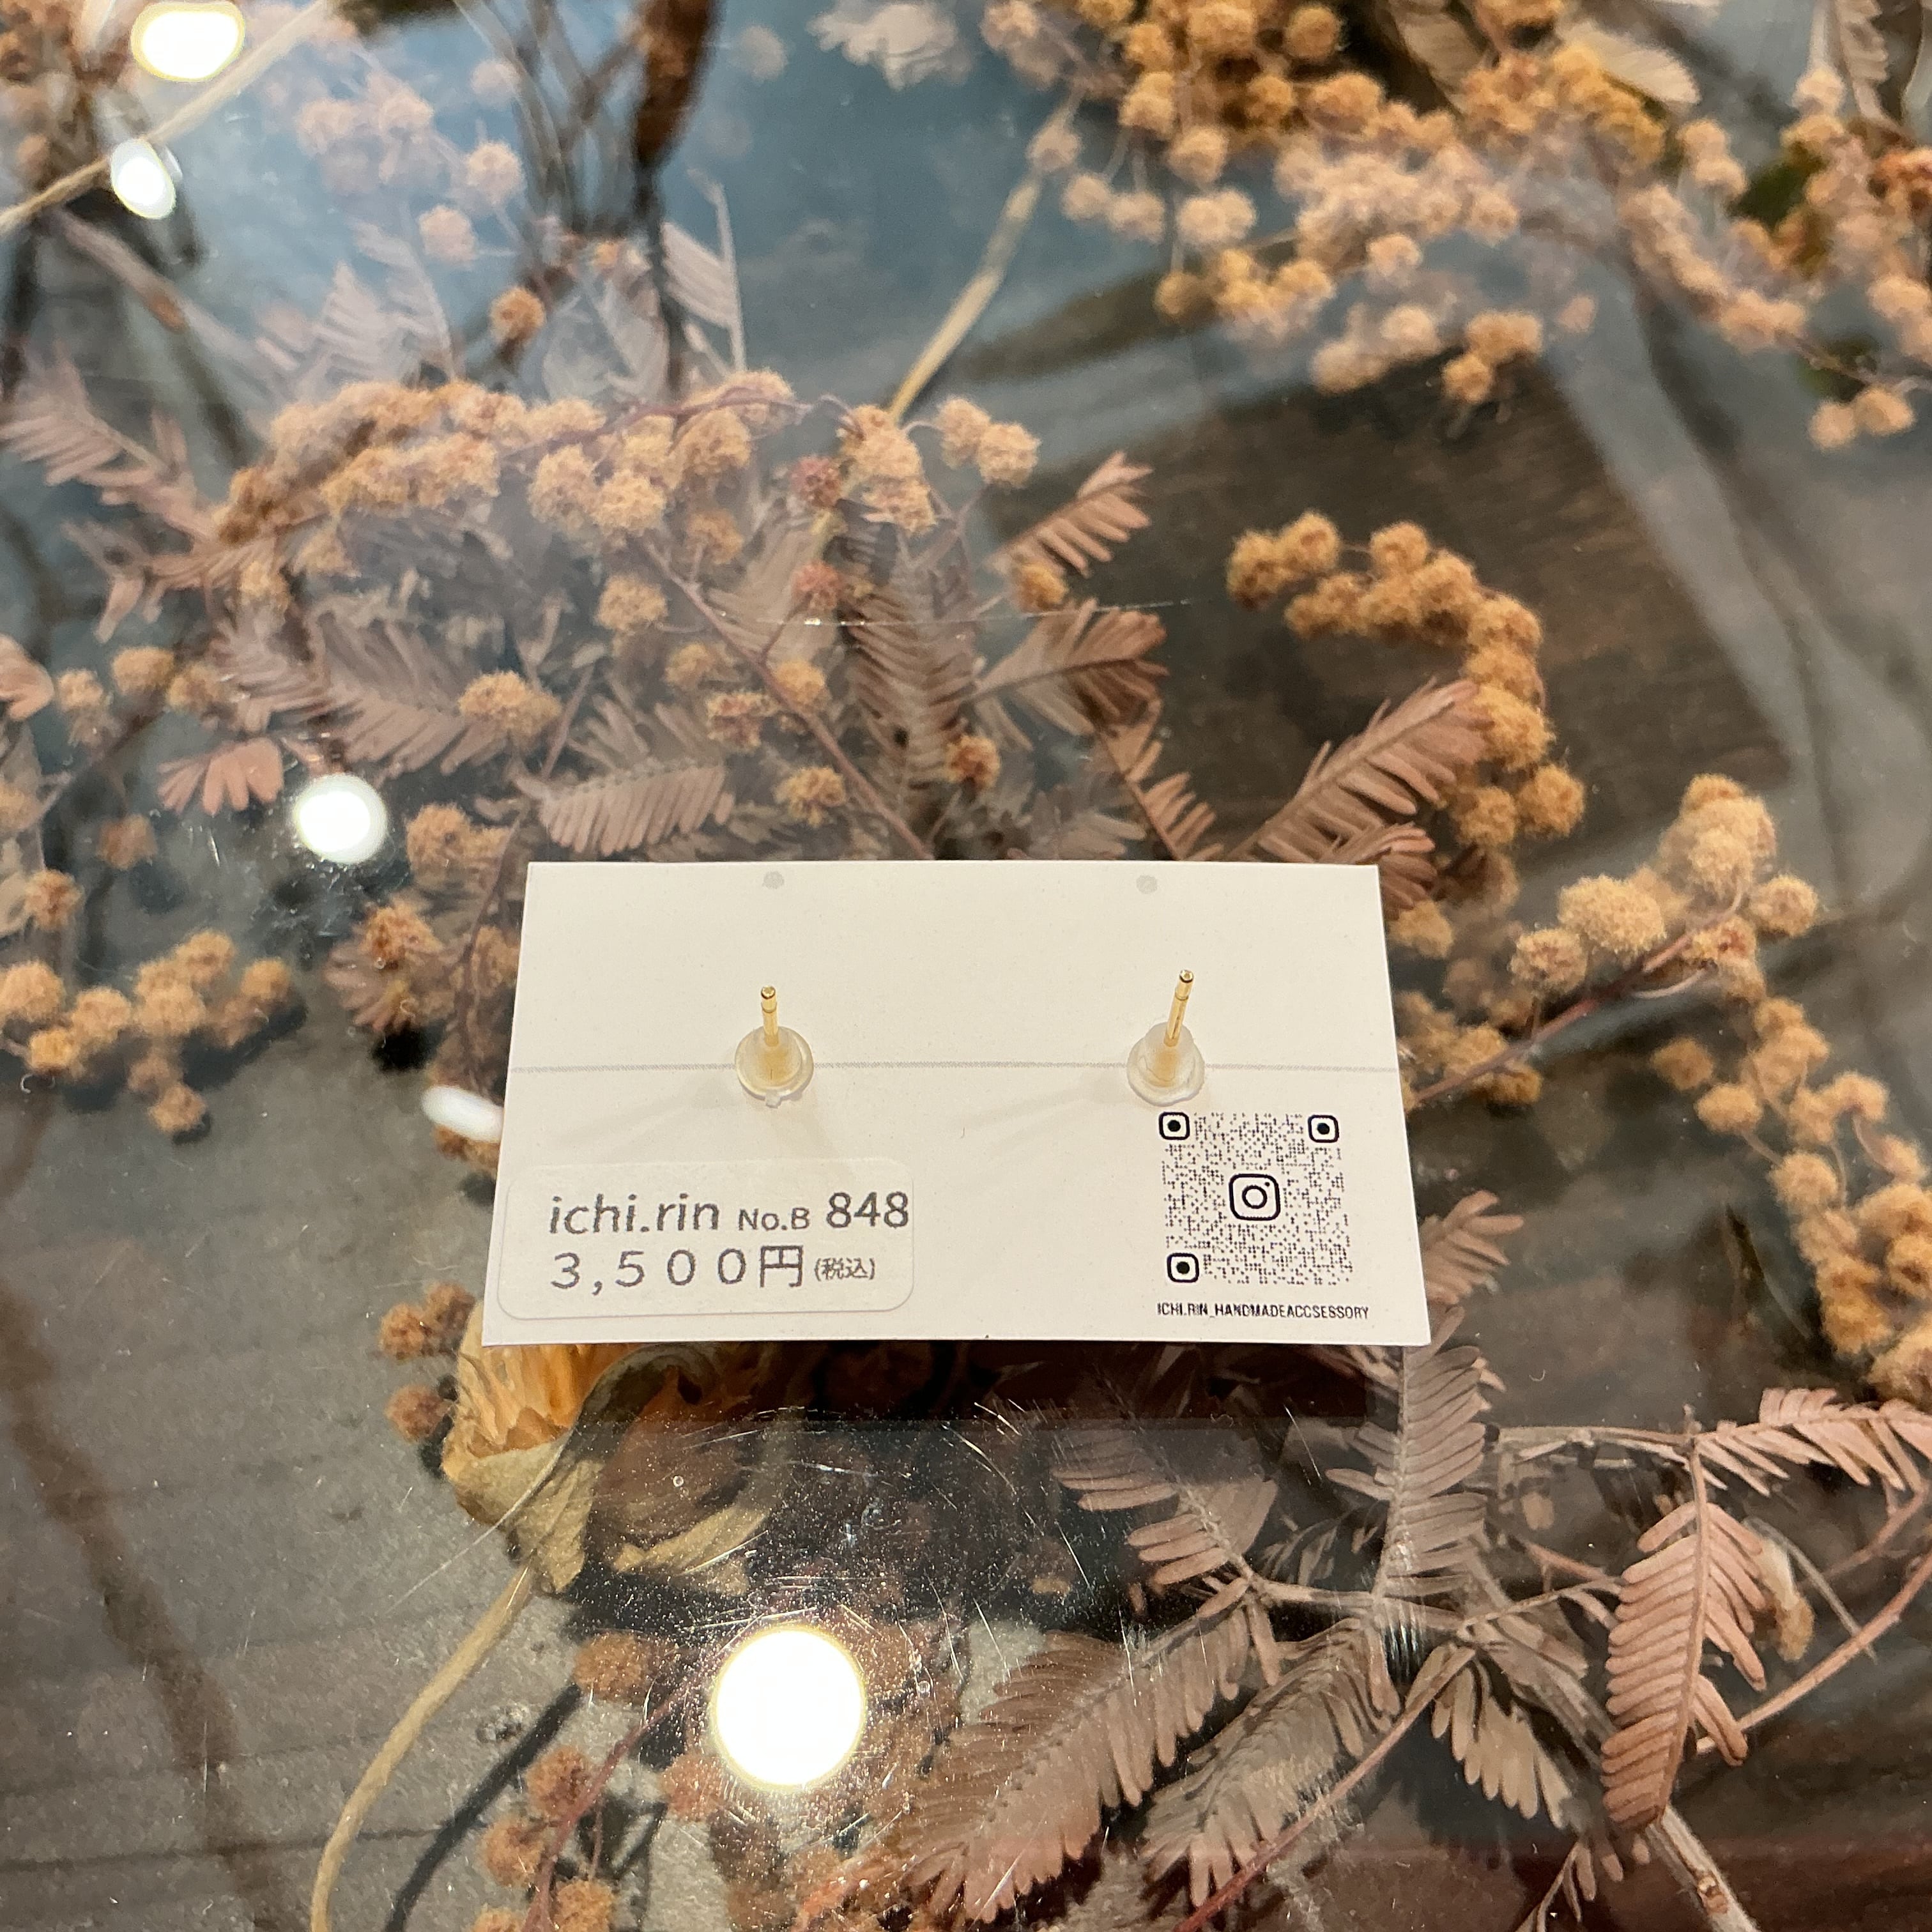 ichi.rin No.B 848
3,500円(税込)
ICHI.RIN_HANDMADEACCSESSORY